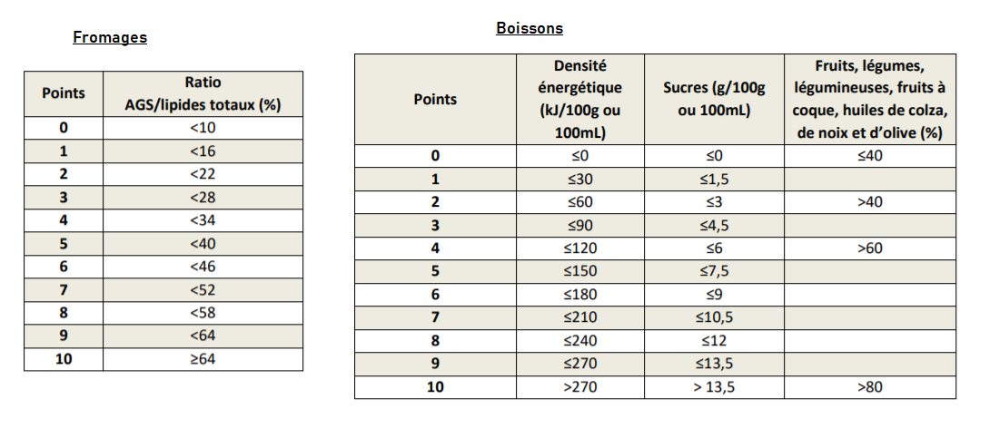 Fromages
Points
Ratio
AGS/lipides totaux (%)
0 <10
1 <16
2 <22
3 <28
4 <34
5 <40
6 <46
7 <52
8 <58
9 <64
10 ≥64
Boissons
Points
Densité
énergétique
(kJ/100g ou
100mL)
Sucres (g/100g
ou 100mL)
Fruits, légumes,
légumineuses, fruits à
coque, huiles de colza,
de noix et d’olive (%)
0 ≤0 ≤0 ≤40
1 ≤30 ≤1,5
2 ≤60 ≤3 >40
3 ≤90 ≤4,5
4 ≤120 ≤6 >60
5 ≤150 ≤7,5
6 ≤180 ≤9
7 ≤210 ≤10,5
8 ≤240 ≤12
9 ≤270 ≤13,5
10 >270 > 13,5 >80